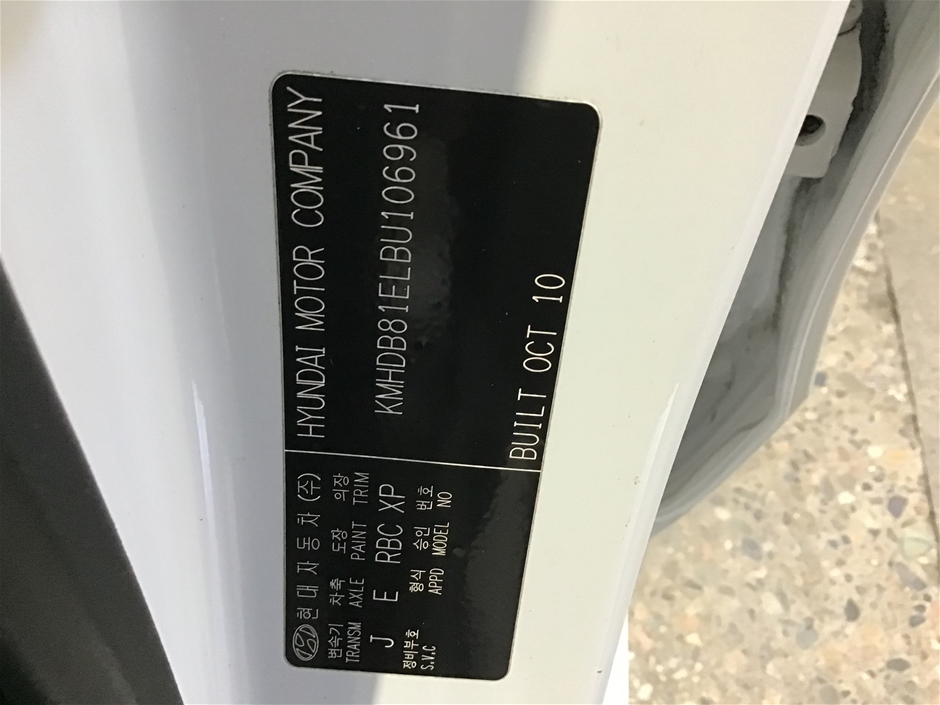 현대자동차(주) HYUNDAI MOTOR COMPANY
변속기 차축 도장 의장
TRANSM AXLE PAINT TRIM
J E RBC XP KMHDB81ELBU106961
정비부호 형식 승인 번호
S.V.C APPD MODEL NO
BUILT OCT 10